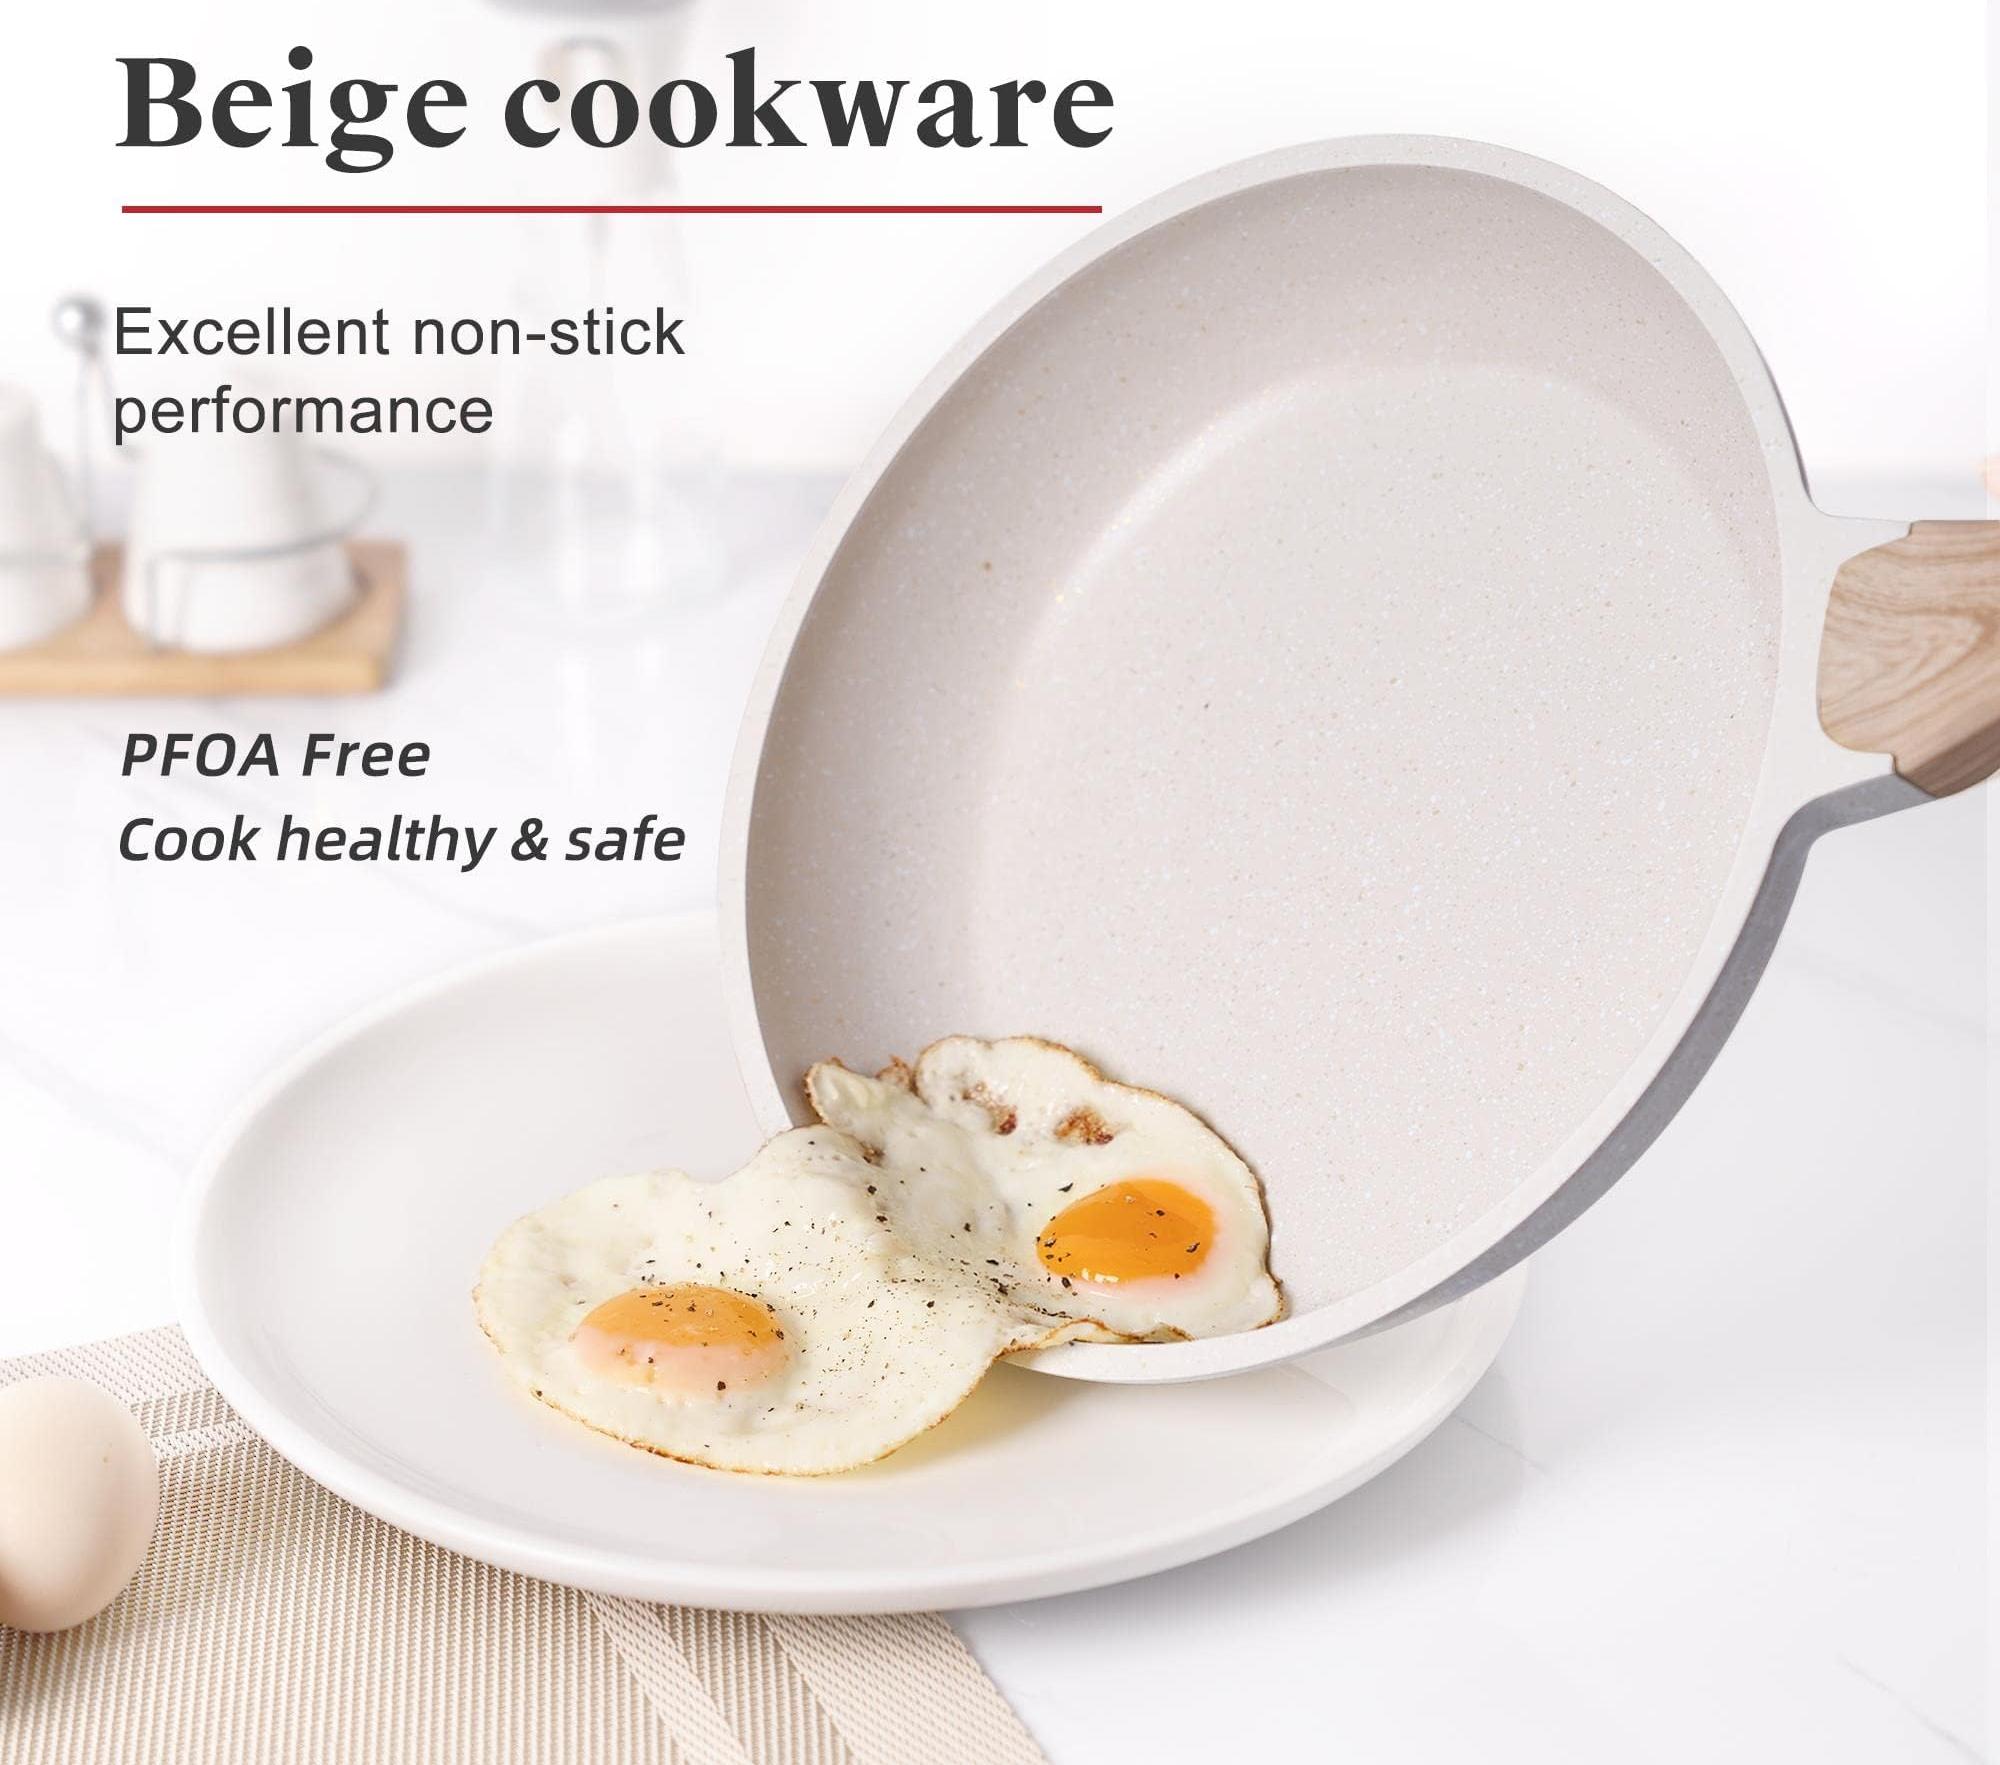 Beige cookware
Excellent non-stick
performance
PFOA Free
Cook healthy & safe